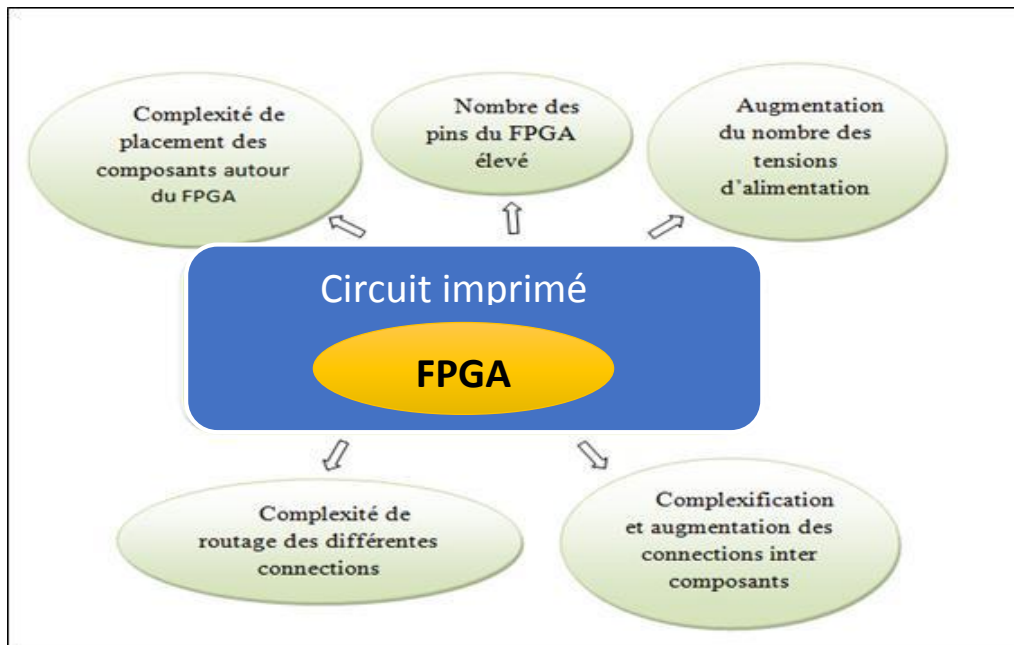 Complexité de
placement des
composants autour
du FPGA
Nombre des
pins du FPGA
élevé
Augmentation
du nombre des
tensions
d'alimentation
Circuit imprimé
FPGA
Complexité de
routage des différentes
connections
Complexification
et augmentation des
connections inter
composants